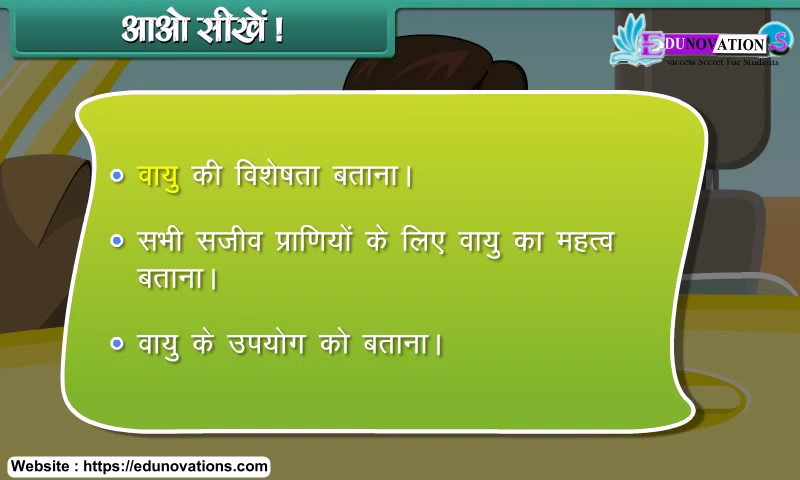 आओ सीखें!
EDUNOVATIONS
Success Secret For Students
• वायु की विशेषता बताना।
• सभी सजीव प्राणियों के लिए वायु का महत्व
बताना।
• वायु के उपयोग को बताना।
Website : https://edunovations.com